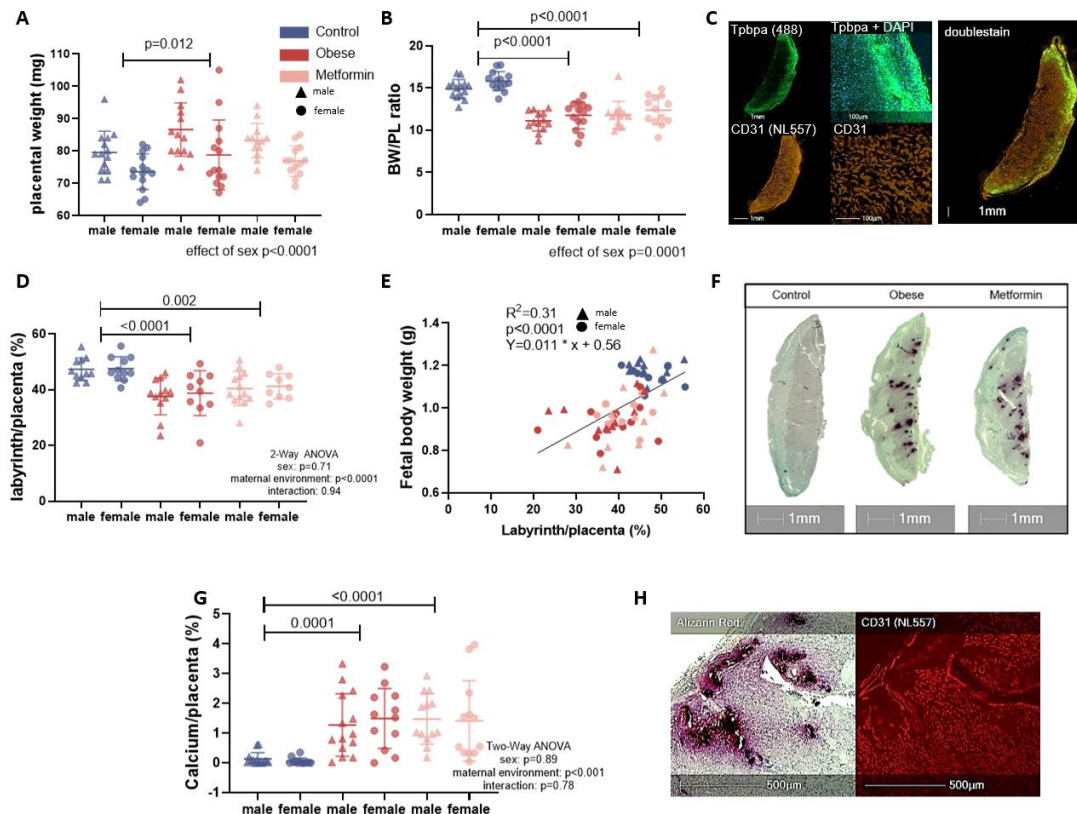 A
p=0.012
Control
Obese
Metformin
male
female
placental weight (mg)
110
100
90
80
70
60
male female male female male female
effect of sex p<0.0001
B
p<0.0001
p<0.0001
BW/PL ratio
20
15
10
5
0
male female male female male female
effect of sex p=0.0001
C
Tpbpa (488)
Tpbpa + DAPI
doublestain
1mm
100µm
CD31 (NL557)
CD31
1mm
100µm
1mm
D
0.002
<0.0001
labyrinth/placenta (%)
60
40
20
0
2-Way ANOVA
sex: p=0.71
maternal environment: p<0.0001
interaction: 0.94
male female male female male female
E
R²=0.31
male
p<0.0001
female
Y=0.011 * x + 0.56
Fetal body weight (g)
1.4
1.2
1.0
0.8
0.6
0 10 20 30 40 50 60
Labyrinth/placenta (%)
F
Control Obese Metformin
1mm 1mm 1mm
G
<0.0001
0.0001
Calcium/placenta (%)
5
4
3
2
1
0
-1
Two-Way ANOVA
sex: p=0.89
maternal environment: p<0.001
interaction: p=0.78
male female male female male female
H
Alizarin Red
CD31 (NL557)
500µm
500µm